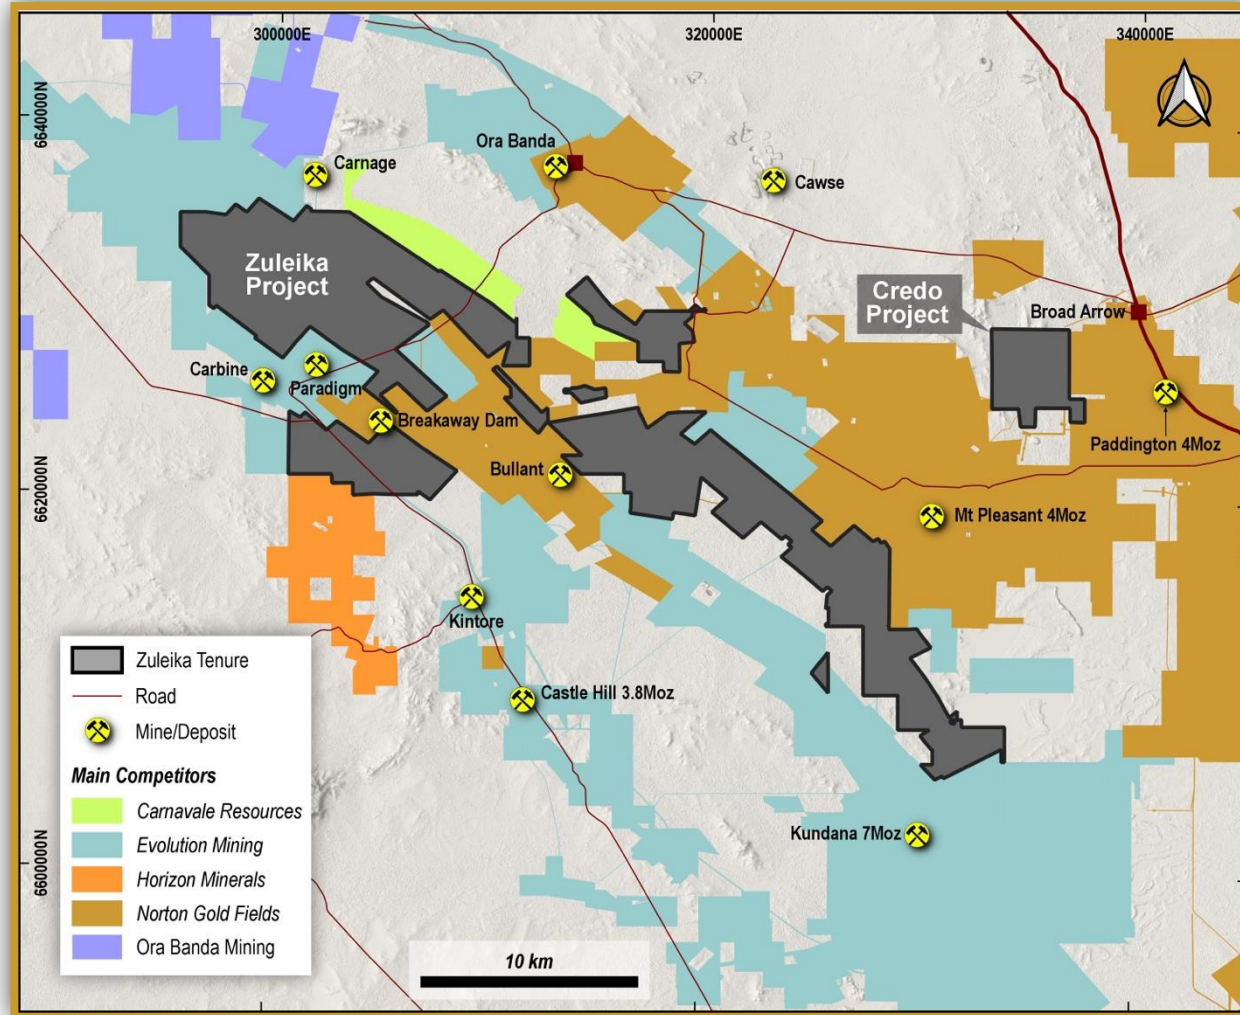 300000E
320000E
340000E
6640000N
6620000N
6600000N
Ora Banda
Carnage
Cawse
Zuleika
Project
Credo
Project
Broad Arrow
Carbine
Paradigm
Breakaway Dam
Paddington 4Moz
Bullant
Mt Pleasant 4Moz
Kintore
Castle Hill 3.8Moz
Kundana 7Moz
Zuleika Tenure
Road
Mine/Deposit
Main Competitors
Carnavale Resources
Evolution Mining
Horizon Minerals
Norton Gold Fields
Ora Banda Mining
10 km